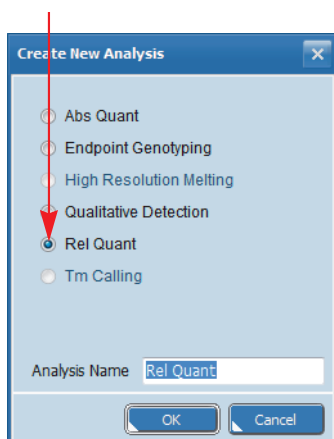 Create New Analysis
Abs Quant
Endpoint Genotyping
High Resolution Melting
Qualitative Detection
Rel Quant
Tm Calling
Analysis Name Rel Quant
OK Cancel